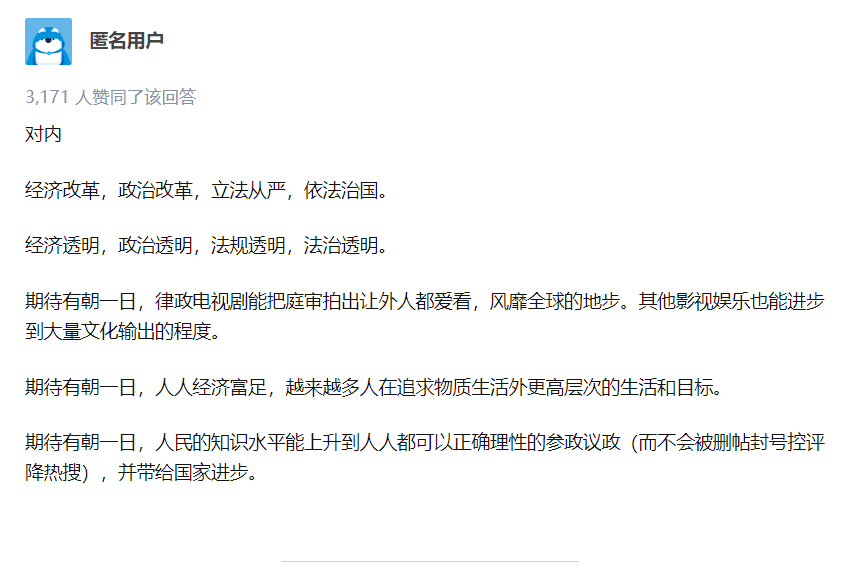 匿名用户
3,171 人赞同了该回答
对内
经济改革，政治改革，立法从严，依法治国。
经济透明，政治透明，法规透明，法治透明。
期待有朝一日，律政电视剧能把庭审拍出让外人都爱看，风靡全球的地步。其他影视娱乐也能进步
到大量文化输出的程度。
期待有朝一日，人人经济富足，越来越多人在追求物质生活外更高层次的生活和目标。
期待有朝一日，人民的知识水平能上升到人人都可以正确理性的参政议政（而不会被删帖封号控评
降热搜），并带给国家进步。